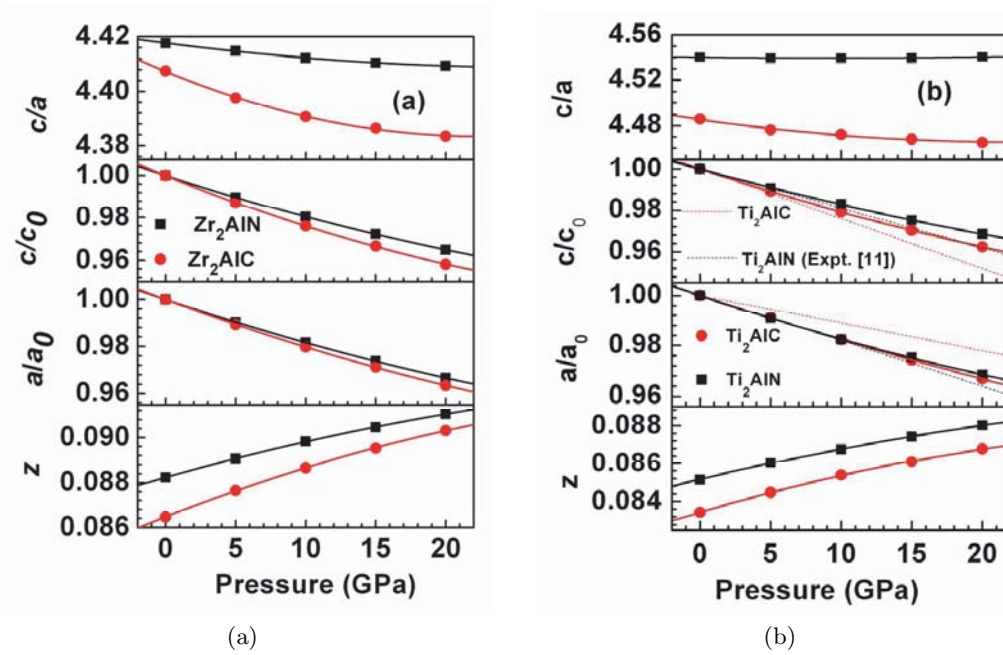 4.42
4.40
4.38
c/a
(a)
1.00
0.98
0.96
c/c0
Zr2AlN
Zr2AlC
1.00
0.98
0.96
a/a0
0.090
0.088
0.086
z
0 5 10 15 20
Pressure (GPa)
(a)
4.56
4.52
4.48
c/a
(b)
1.00
0.98
0.96
c/c0
Ti2AlC
Ti2AlN (Expt. [11])
1.00
0.98
0.96
a/a0
Ti2AlC
Ti2AlN
0.088
0.086
0.084
z
0 5 10 15 20
Pressure (GPa)
(b)